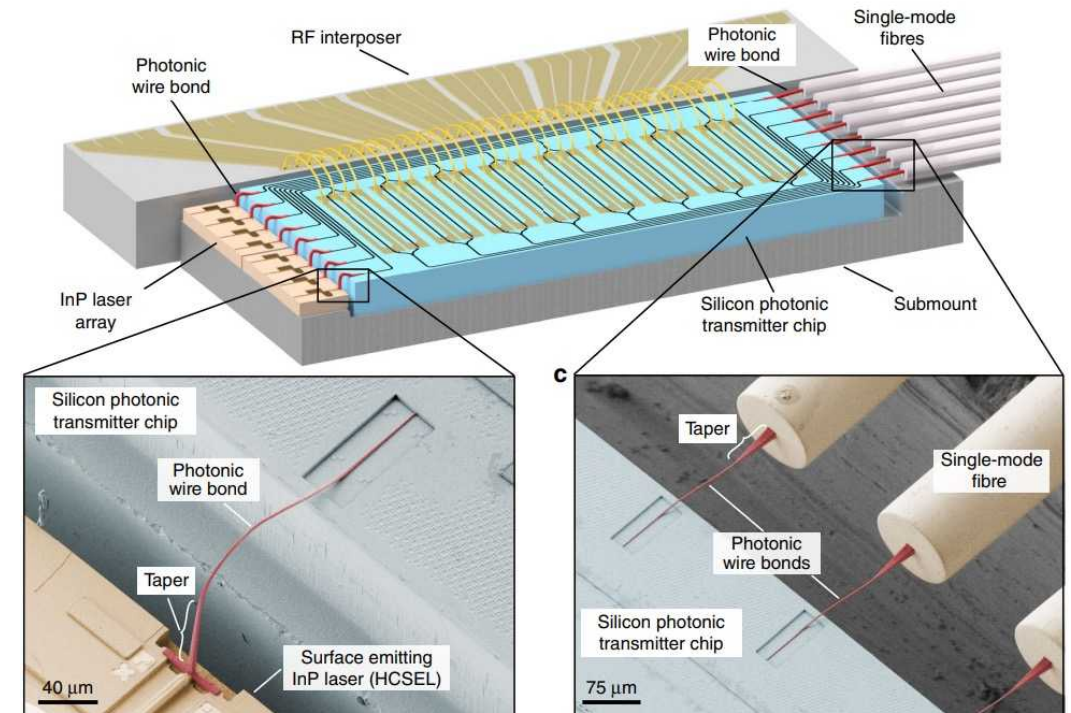 RF interposer
Photonic
wire bond
Photonic
wire bond
Single-mode
fibres
InP laser
array
Silicon photonic
transmitter chip
Submount
Silicon photonic
transmitter chip
Photonic
wire bond
Taper
Surface emitting
InP laser (HCSEL)
40 μm
c
Taper
Single-mode
fibre
Photonic
wire bonds
Silicon photonic
transmitter chip
75 μm